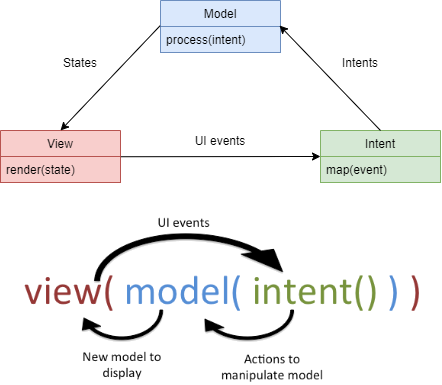 Model
process(intent)
States
Intents
View
render(state)
UI events
Intent
map(event)
UI events
view( model( intent() ) )
New model to
display
Actions to
manipulate model